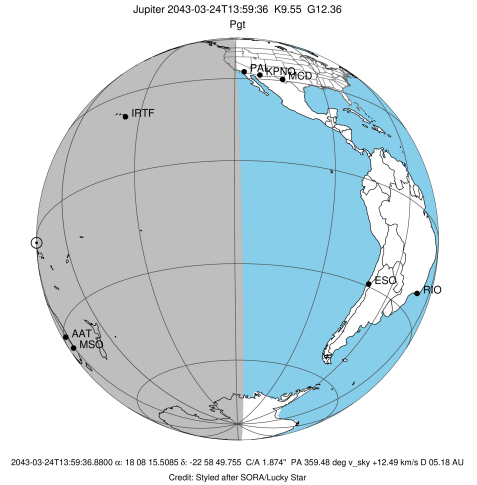 Jupiter 2043-03-24T13:59:36 K9.55 G12.36
Pgt
PAL KPNO MCD
IRTF
ESO
RIO
AAT
MSO
2043-03-24T13:59:36.8800 α: 18 08 15.5085 δ: -22 58 49.755 C/A 1.874" PA 359.48 deg v_sky +12.49 km/s D 05.18 AU
Credit: Styled after SORA/Lucky Star